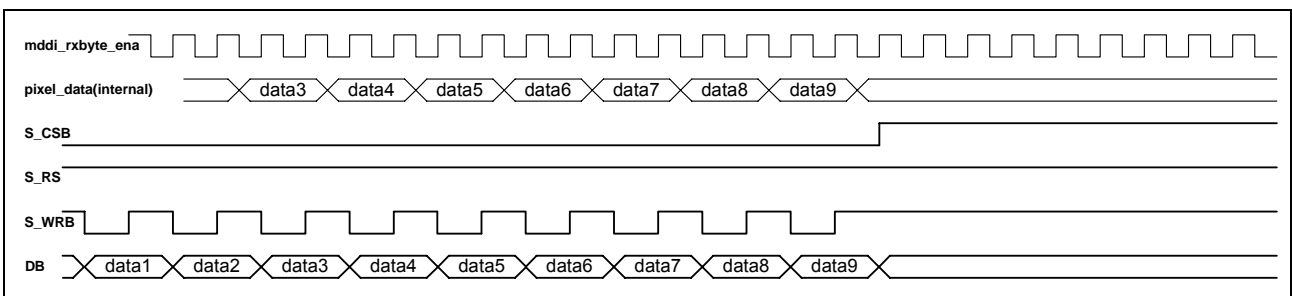 mddi_rxbyte_ena
pixel_data(internal) data3 data4 data5 data6 data7 data8 data9
S_CSB
S_RS
S_WRB
DB data1 data2 data3 data4 data5 data6 data7 data8 data9